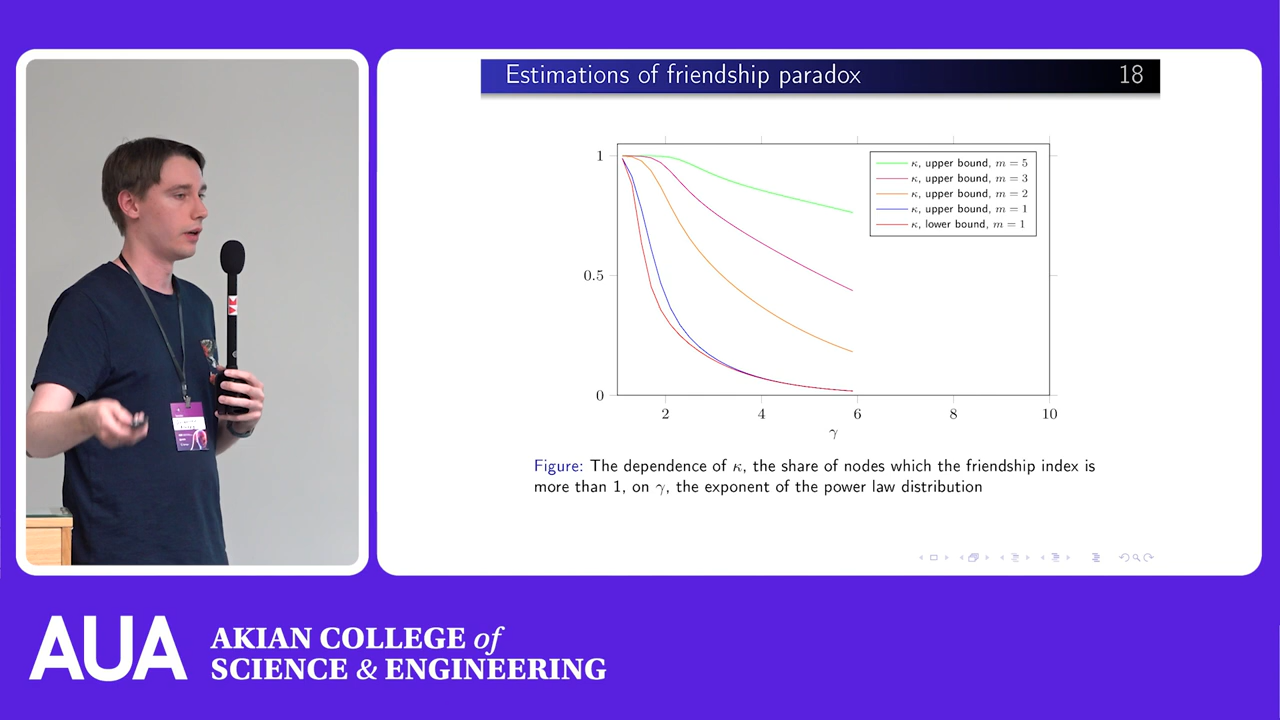 Estimations of friendship paradox 18
1
0.5
0
2 4 6 8 10
γ
κ, upper bound, m = 5
κ, upper bound, m = 3
κ, upper bound, m = 2
κ, upper bound, m = 1
κ, lower bound, m = 1
Figure: The dependence of κ, the share of nodes which the friendship index is
more than 1, on γ, the exponent of the power law distribution
AUA
AKIAN COLLEGE of
SCIENCE & ENGINEERING